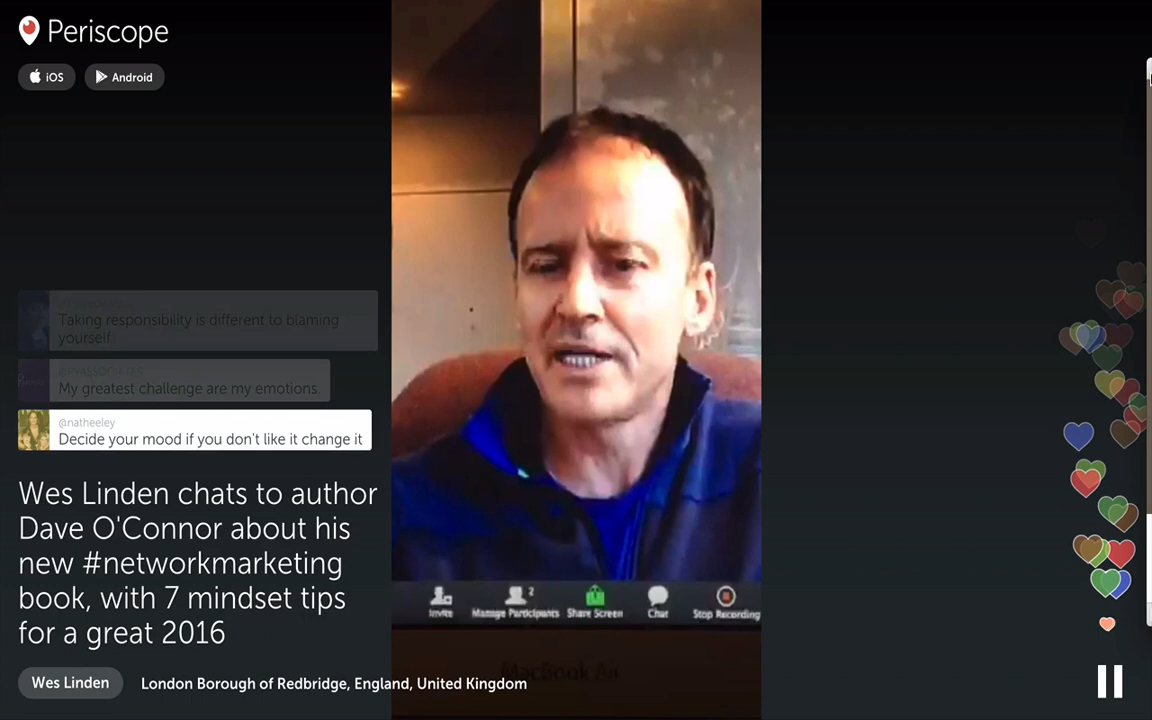 Periscope
iOS
Android
Taking responsibility is different to blaming
yourself.
My greatest challenge are my emotions.
@natheeley
Decide your mood if you don't like it change it
Wes Linden chats to author
Dave O'Connor about his
new #networkmarketing
book, with 7 mindset tips
for a great 2016
Wes Linden
London Borough of Redbridge, England, United Kingdom
Invite
Manage Participants
2
Share Screen
Chat
Stop Recording
MacBook Air